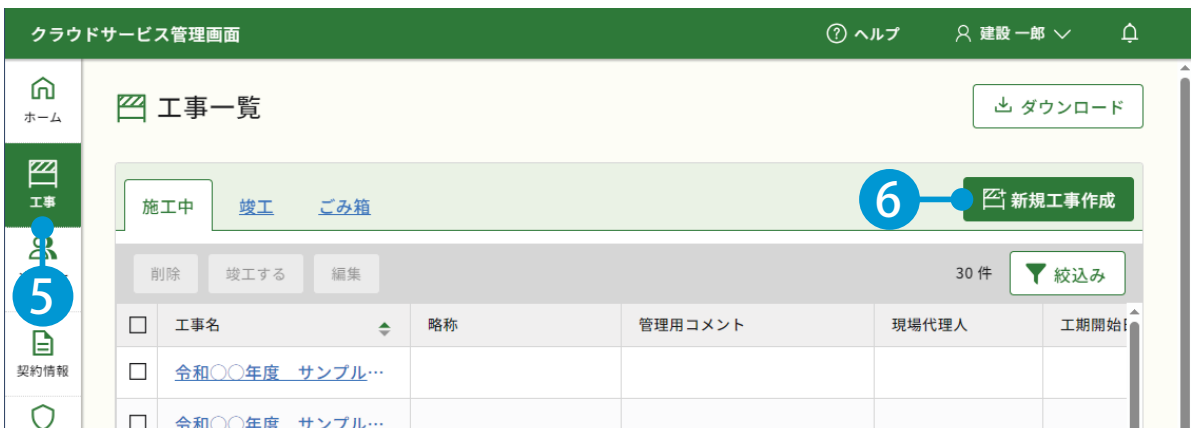 クラウドサービス管理画面
ヘルプ
建設 一郎
ホーム
工事一覧
ダウンロード
工事
施工中
竣工
ごみ箱
6
新規工事作成
5
削除
竣工する
編集
30 件
絞込み
工事名
略称
管理用コメント
現場代理人
工期開始
契約情報
令和○○年度 サンプル…
令和○○年度 サンプル…